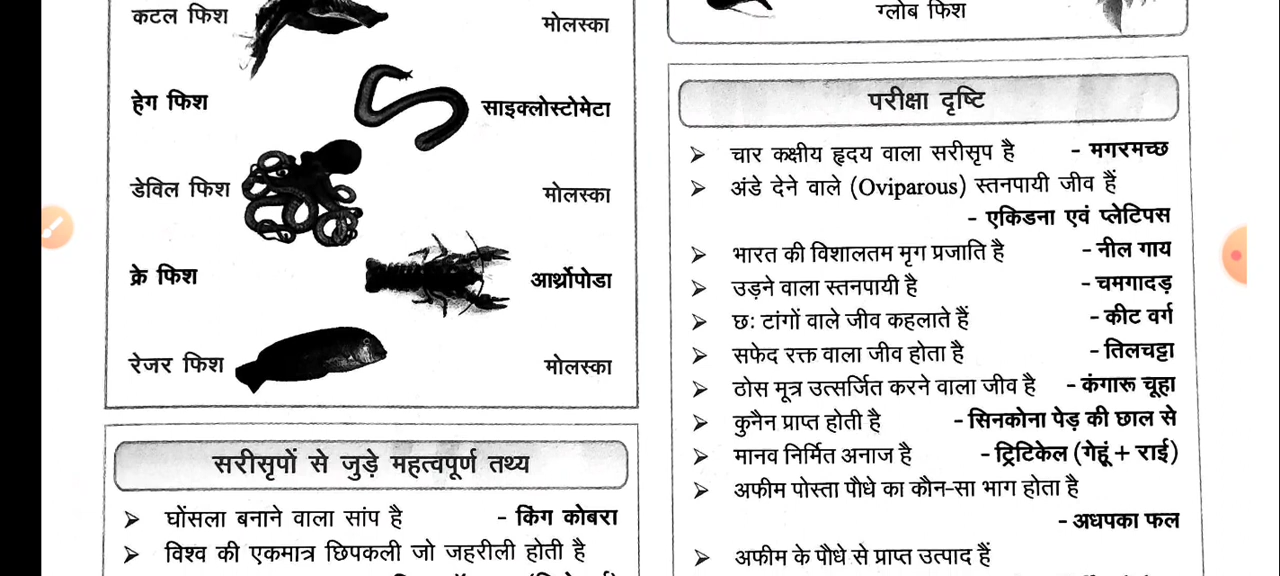 कटल फिश मोलस्का
हेग फिश साइक्लोस्टोमेटा
डेविल फिश मोलस्का
क्रे फिश आर्थ्रोपोडा
रेजर फिश मोलस्का
सरीसृपों से जुड़े महत्वपूर्ण तथ्य
➢ घोंसला बनाने वाला सांप है - किंग कोबरा
➢ विश्व की एकमात्र छिपकली जो जहरीली होती है
ग्लोब फिश
परीक्षा दृष्टि
➢ चार कक्षीय हृदय वाला सरीसृप है - मगरमच्छ
➢ अंडे देने वाले (Oviparous) स्तनपायी जीव हैं
- एकिडना एवं प्लेटिपस
➢ भारत की विशालतम मृग प्रजाति है - नील गाय
➢ उड़ने वाला स्तनपायी है - चमगादड़
➢ छः टांगों वाले जीव कहलाते हैं - कीट वर्ग
➢ सफेद रक्त वाला जीव होता है - तिलचट्टा
➢ ठोस मूत्र उत्सर्जित करने वाला जीव है - कंगारू चूहा
➢ कुनैन प्राप्त होती है - सिनकोना पेड़ की छाल से
➢ मानव निर्मित अनाज है - ट्रिटिकेल (गेहूं + राई)
➢ अफीम पोस्ता पौधे का कौन-सा भाग होता है
- अधपका फल
➢ अफीम के पौधे से प्राप्त उत्पाद हैं